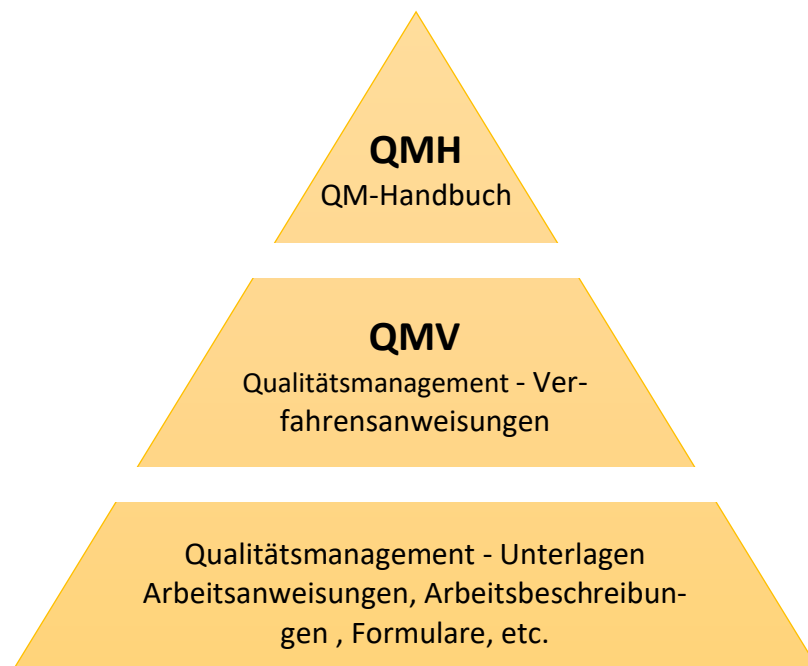 QMH
QM-Handbuch
QMV
Qualitätsmanagement - Ver-
fahrensanweisungen
Qualitätsmanagement - Unterlagen
Arbeitsanweisungen, Arbeitsbeschreibun-
gen , Formulare, etc.